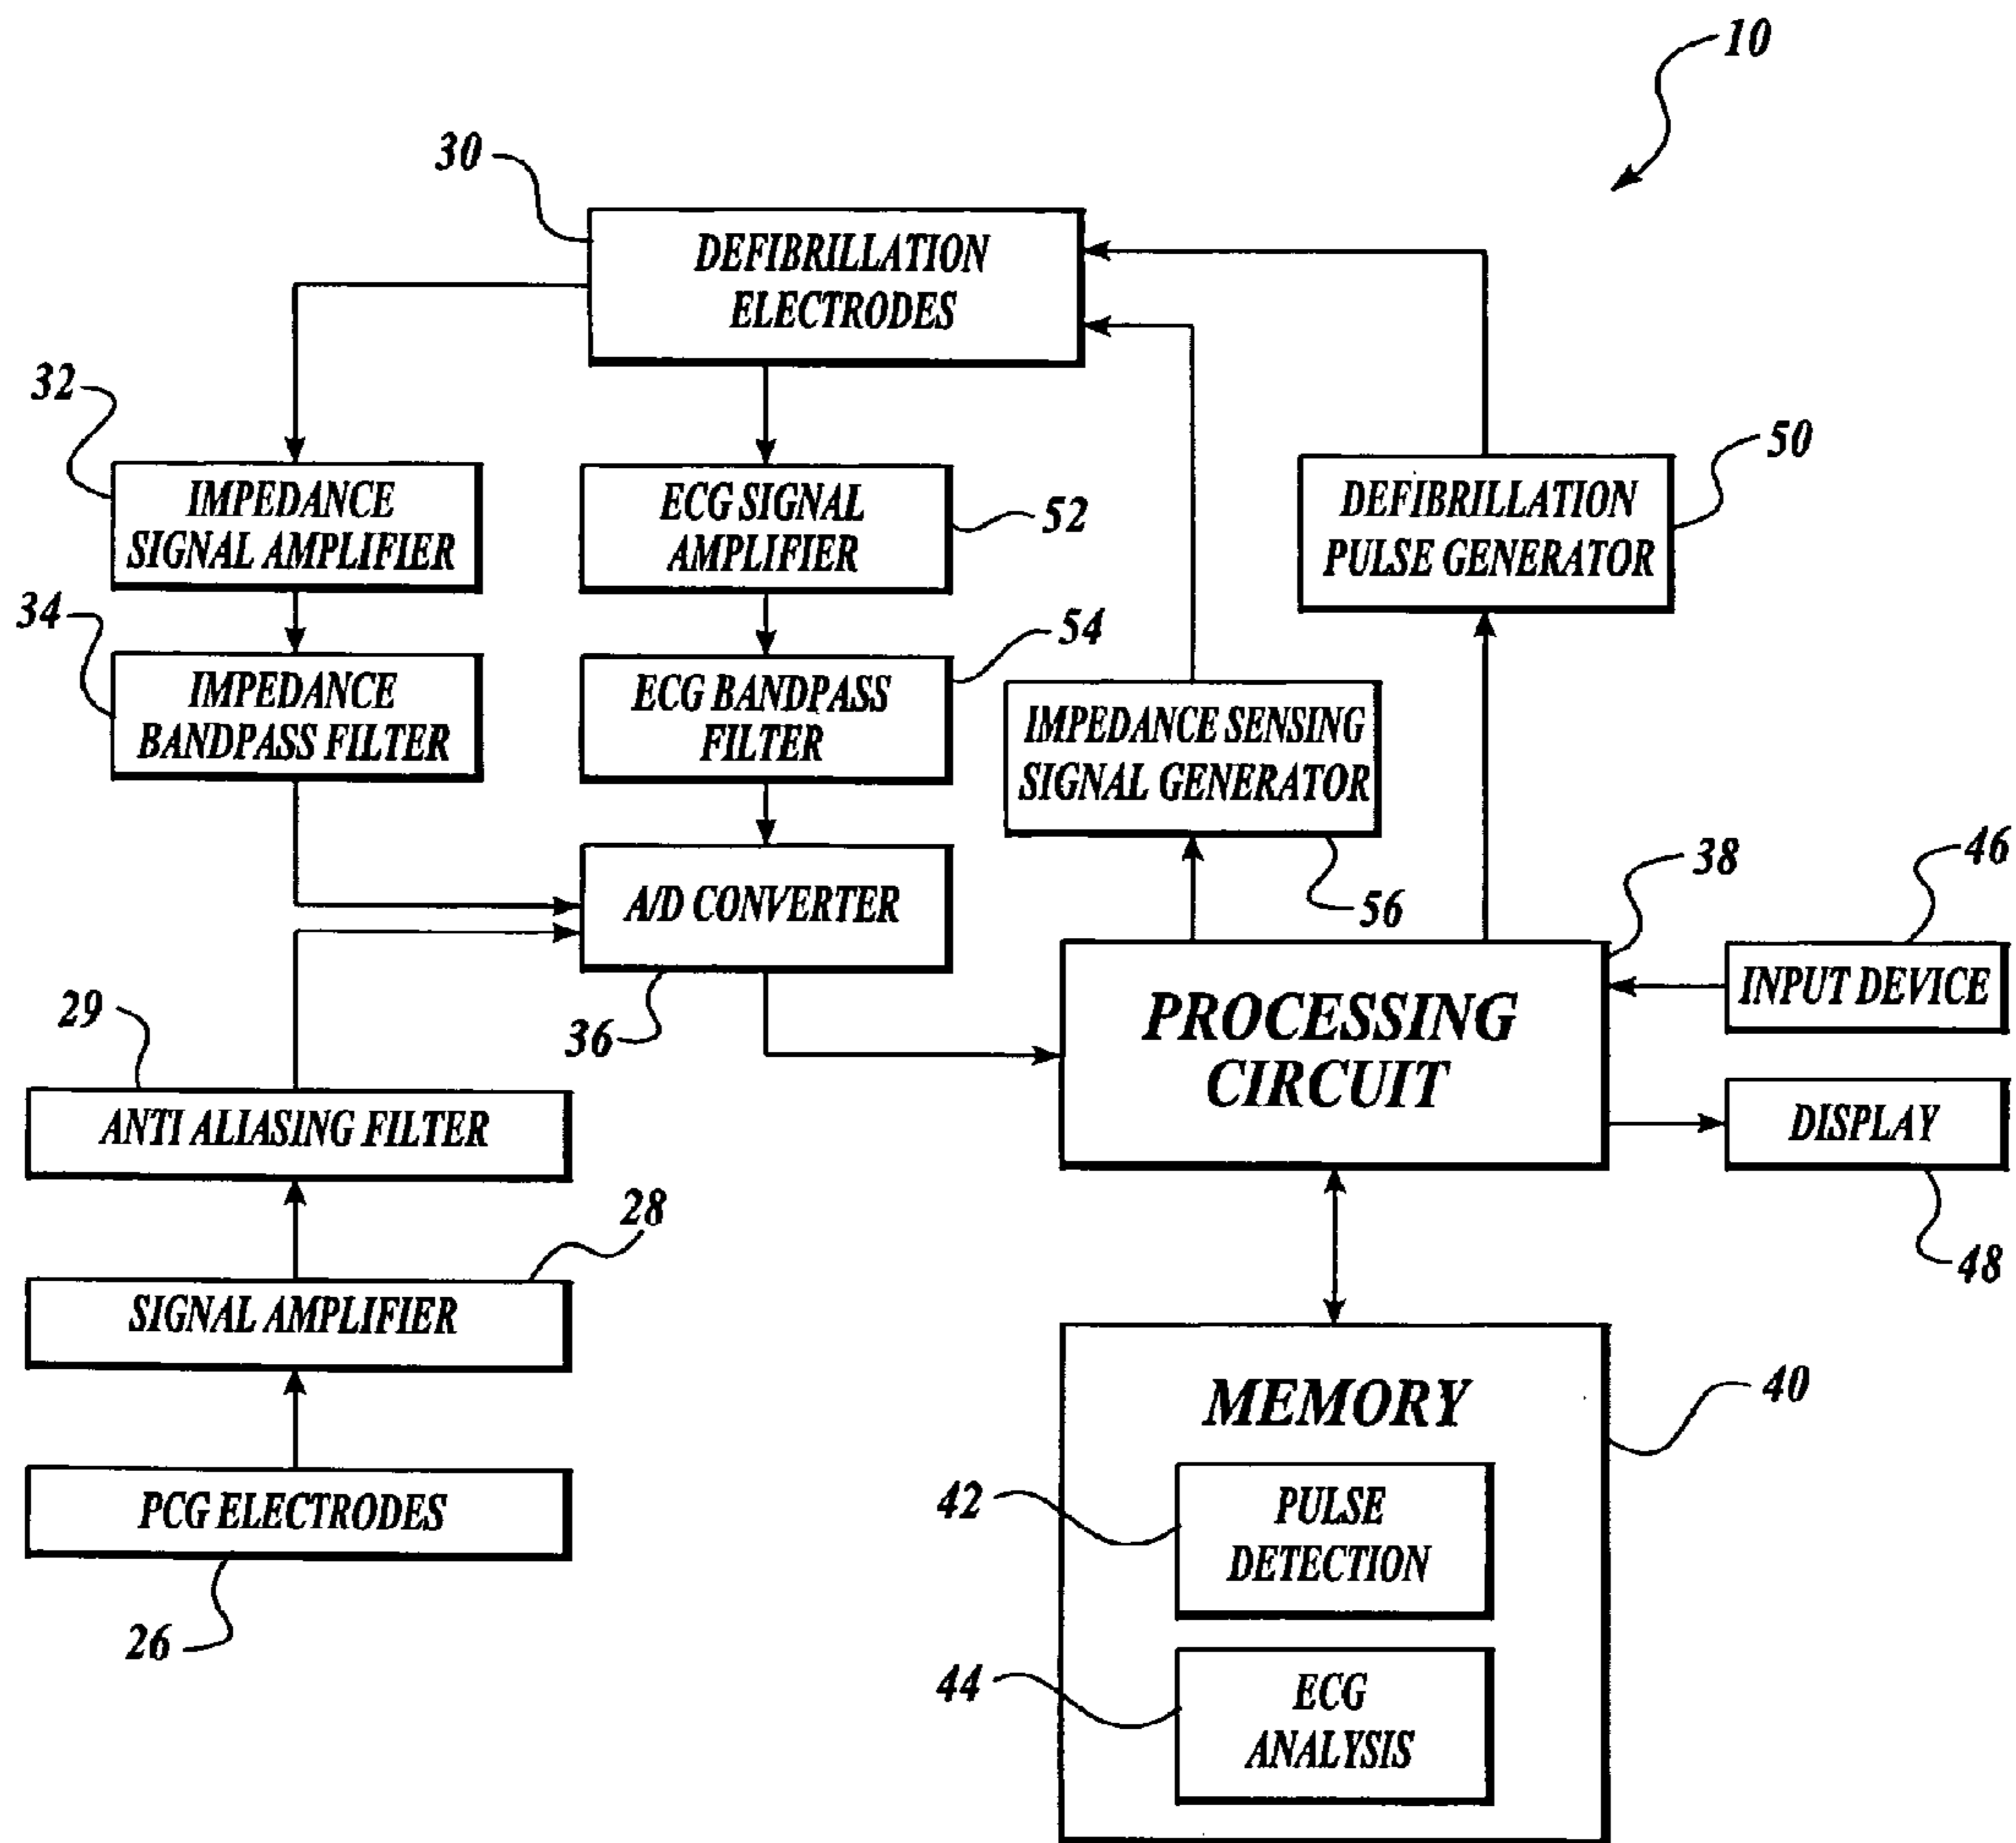 10
30
DEFIBRILLATION
ELECTRODES
32
IMPEDANCE
SIGNAL AMPLIFIER
ECG SIGNAL
AMPLIFIER
52
50
DEFIBRILLATION
PULSE GENERATOR
34
IMPEDANCE
BANDPASS FILTER
54
ECG BANDPASS
FILTER
IMPEDANCE SENSING
SIGNAL GENERATOR
56
A/D CONVERTER
36
38
PROCESSING
CIRCUIT
46
INPUT DEVICE
DISPLAY
48
29
ANTI ALIASING FILTER
28
SIGNAL AMPLIFIER
PCG ELECTRODES
26
MEMORY
40
42
PULSE
DETECTION
44
ECG
ANALYSIS